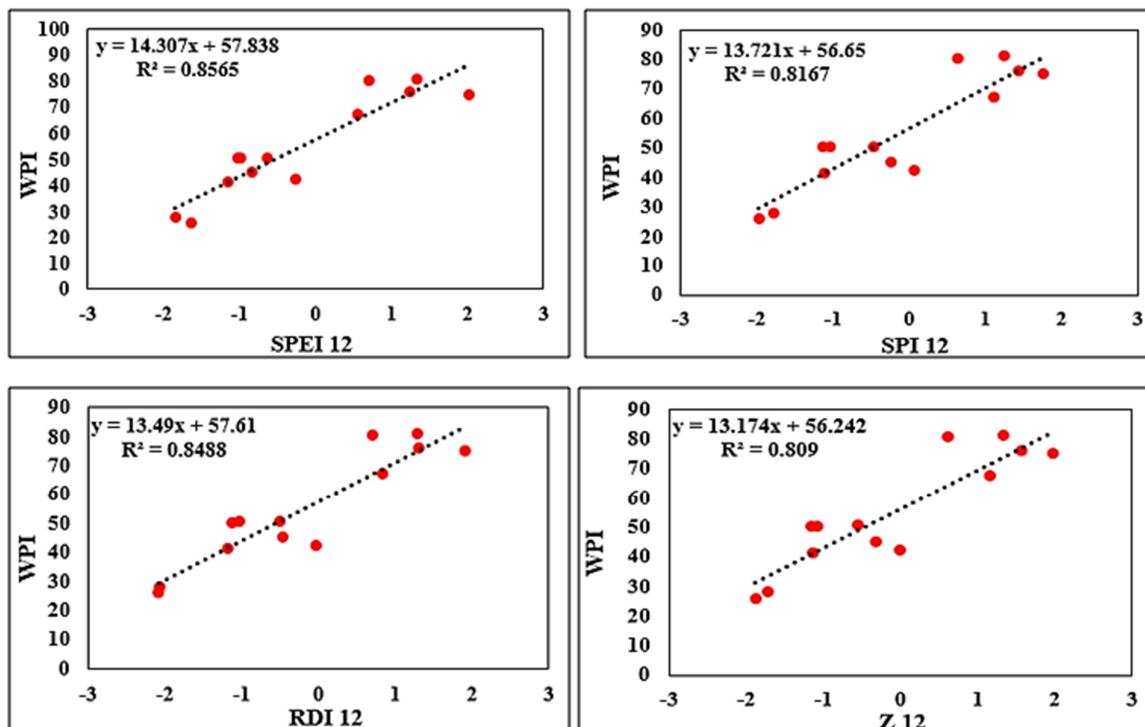 100
90
80
70
60
50
40
30
20
10
0
WPI
y = 14.307x + 57.838
R² = 0.8565
-3 -2 -1 0 1 2 3
SPEI 12
90
80
70
60
50
40
30
20
10
0
WPI
y = 13.721x + 56.65
R² = 0.8167
-3 -2 -1 0 1 2 3
SPI 12
90
80
70
60
50
40
30
20
10
0
WPI
y = 13.49x + 57.61
R² = 0.8488
-3 -2 -1 0 1 2 3
RDI 12
90
80
70
60
50
40
30
20
10
0
WPI
y = 13.174x + 56.242
R² = 0.809
-3 -2 -1 0 1 2 3
Z 12